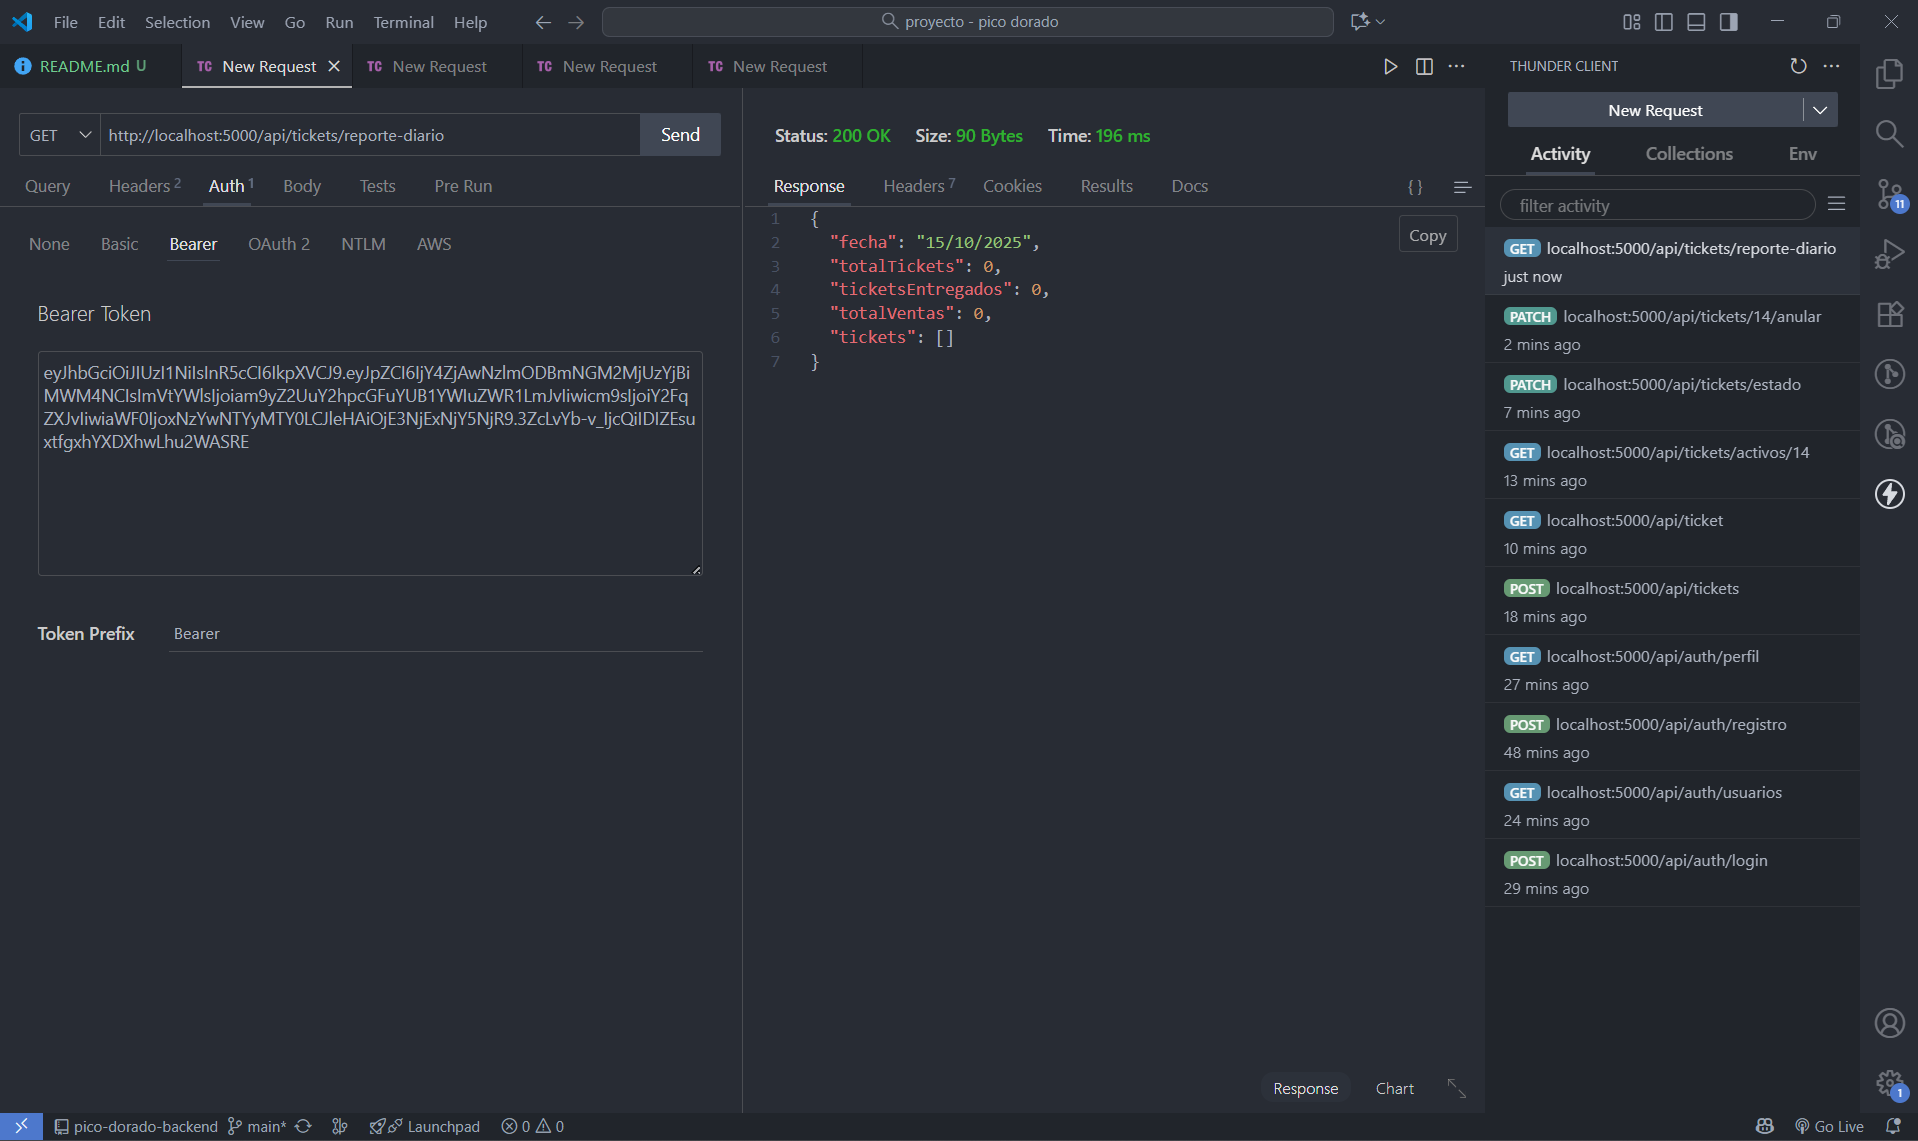 File Edit Selection View Go Run Terminal Help
proyecto - pico dorado
README.md U
TC New Request
TC New Request
TC New Request
TC New Request
GET http://localhost:5000/api/tickets/reporte-diario Send
Query Headers 2 Auth 1 Body Tests Pre Run
None Basic Bearer OAuth 2 NTLM AWS
Bearer Token
Token Prefix Bearer
Status: 200 OK Size: 90 Bytes Time: 196 ms
Response Headers 7 Cookies Results Docs
{ }
Copy
1 {
2 "fecha": "15/10/2025",
3 "totalTickets": 0,
4 "ticketsEntregados": 0,
5 "totalVentas": 0,
6 "tickets": []
7 }
Response Chart
THUNDER CLIENT
New Request
Activity Collections Env
filter activity
GET localhost:5000/api/tickets/reporte-diario
just now
PATCH localhost:5000/api/tickets/14/anular
2 mins ago
PATCH localhost:5000/api/tickets/estado
7 mins ago
GET localhost:5000/api/tickets/activos/14
13 mins ago
GET localhost:5000/api/ticket
10 mins ago
POST localhost:5000/api/tickets
18 mins ago
GET localhost:5000/api/auth/perfil
27 mins ago
POST localhost:5000/api/auth/registro
48 mins ago
GET localhost:5000/api/auth/usuarios
24 mins ago
POST localhost:5000/api/auth/login
29 mins ago
11
1
pico-dorado-backend main* Launchpad 0 0 Go Live